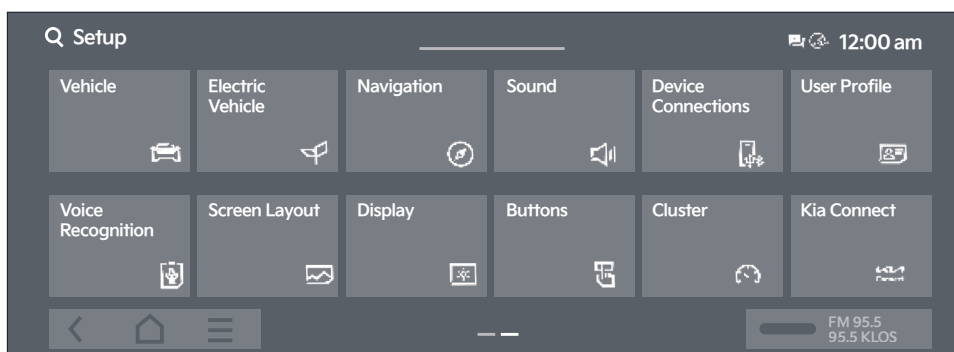 Setup
12:00 am
Vehicle
Electric
Vehicle
Navigation
Sound
Device
Connections
User Profile
Voice
Recognition
Screen Layout
Display
Buttons
Cluster
Kia Connect
FM 95.5
95.5 KLOS